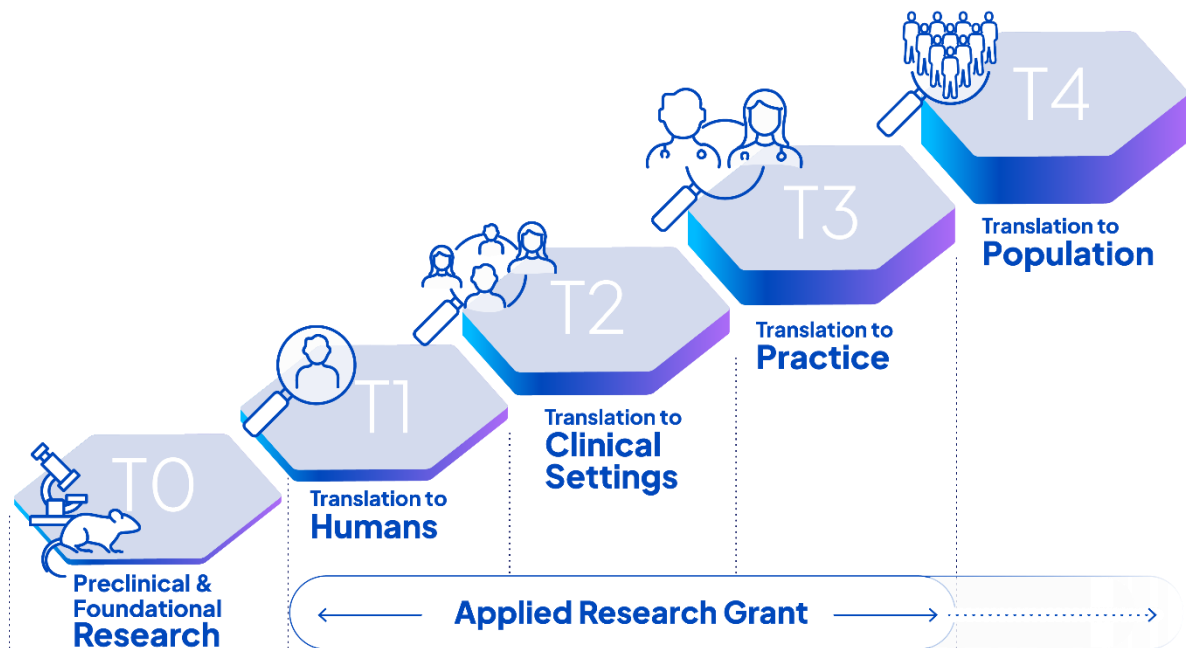 T0
Preclinical &
Foundational
Research
T1
Translation to
Humans
T2
Translation to
Clinical
Settings
T3
Translation to
Practice
T4
Translation to
Population
Applied Research Grant